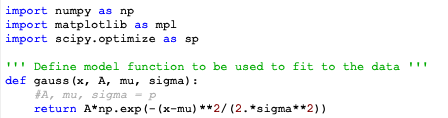 import numpy as np
import matplotlib as mpl
import scipy.optimize as sp
''' Define model function to be used to fit to the data '''
def gauss(x, A, mu, sigma):
    #A, mu, sigma = p
    return A*np.exp(-(x-mu)**2/(2.*sigma**2))